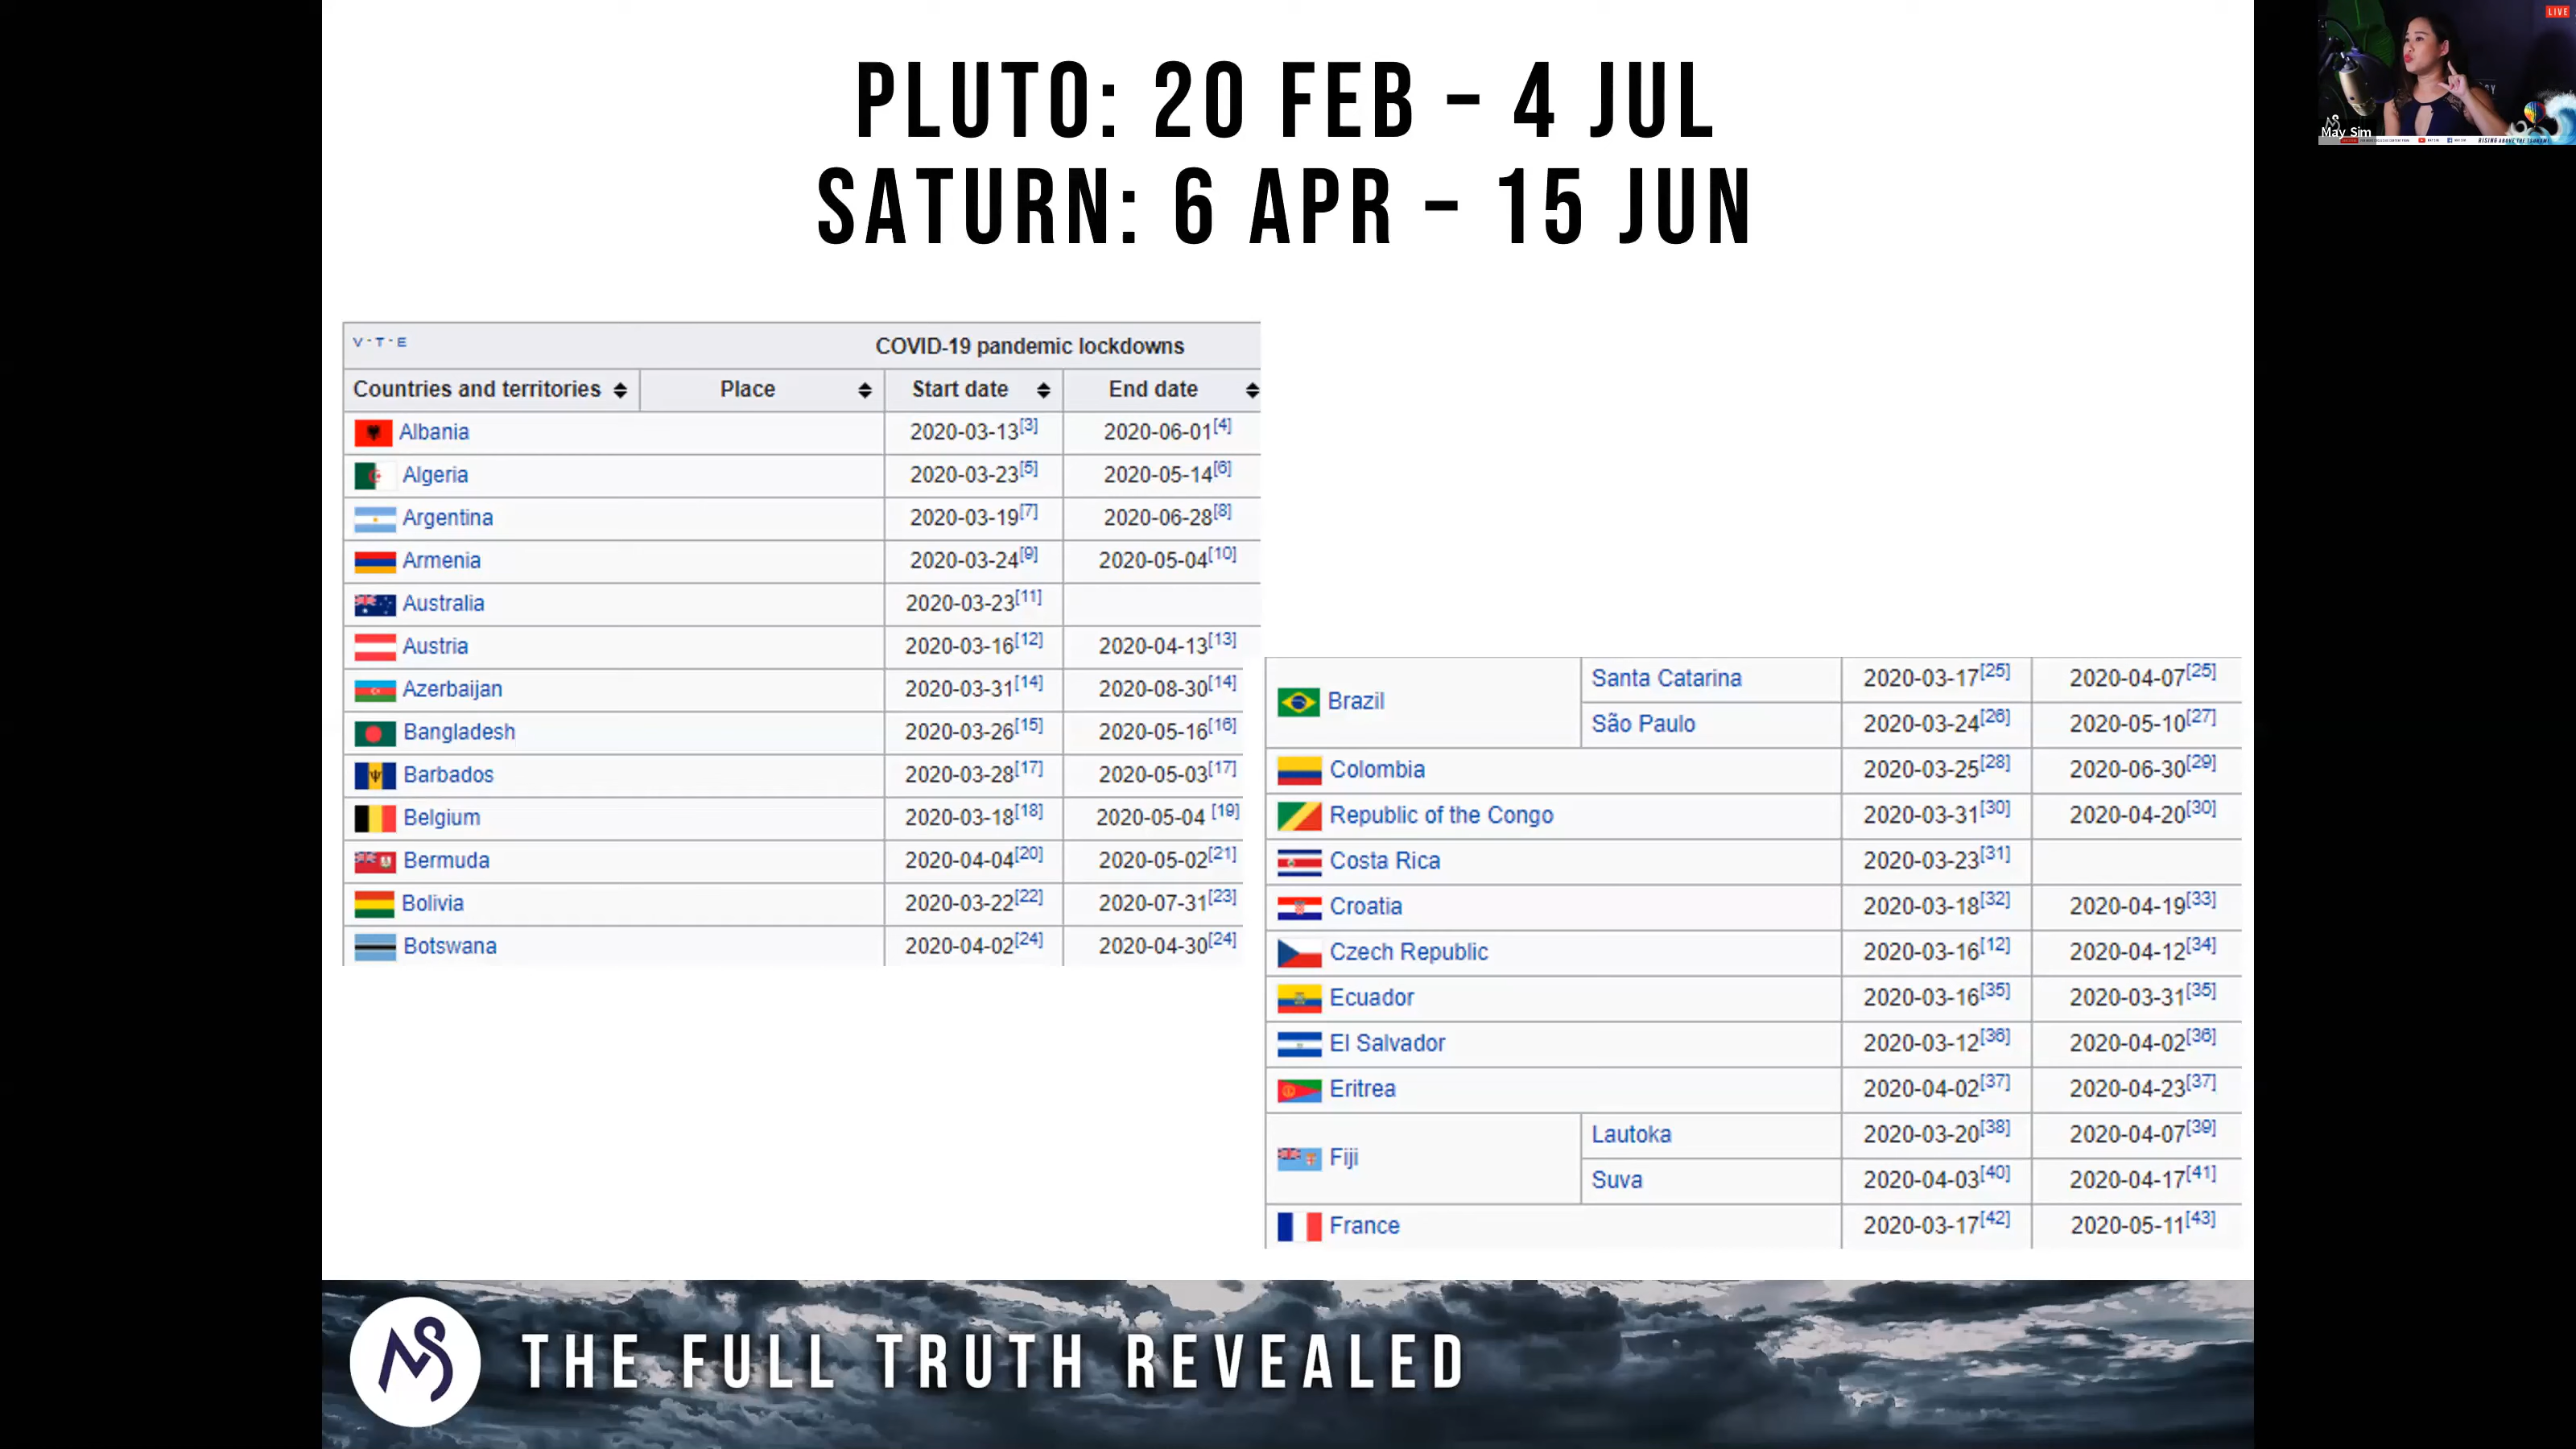 PLUTO: 20 FEB – 4 JUL
SATURN: 6 APR – 15 JUN
LIVE
May Sim
V · T · E
COVID-19 pandemic lockdowns
Countries and territories Place Start date End date
Albania 2020-03-13[3] 2020-06-01[4]
Algeria 2020-03-23[5] 2020-05-14[6]
Argentina 2020-03-19[7] 2020-06-28[8]
Armenia 2020-03-24[9] 2020-05-04[10]
Australia 2020-03-23[11]
Austria 2020-03-16[12] 2020-04-13[13]
Azerbaijan 2020-03-31[14] 2020-08-30[14]
Bangladesh 2020-03-26[15] 2020-05-16[16]
Barbados 2020-03-28[17] 2020-05-03[17]
Belgium 2020-03-18[18] 2020-05-04 [19]
Bermuda 2020-04-04[20] 2020-05-02[21]
Bolivia 2020-03-22[22] 2020-07-31[23]
Botswana 2020-04-02[24] 2020-04-30[24]
Brazil Santa Catarina 2020-03-17[25] 2020-04-07[25]
São Paulo 2020-03-24[26] 2020-05-10[27]
Colombia 2020-03-25[28] 2020-06-30[29]
Republic of the Congo 2020-03-31[30] 2020-04-20[30]
Costa Rica 2020-03-23[31]
Croatia 2020-03-18[32] 2020-04-19[33]
Czech Republic 2020-03-16[12] 2020-04-12[34]
Ecuador 2020-03-16[35] 2020-03-31[35]
El Salvador 2020-03-12[36] 2020-04-02[36]
Eritrea 2020-04-02[37] 2020-04-23[37]
Fiji Lautoka 2020-03-20[38] 2020-04-07[39]
Suva 2020-04-03[40] 2020-04-17[41]
France 2020-03-17[42] 2020-05-11[43]
MS THE FULL TRUTH REVEALED